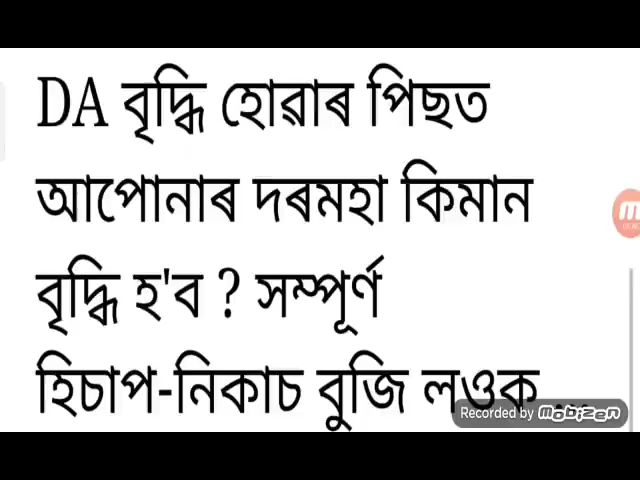 DA বৃদ্ধি হোৱাৰ পিছত
আপোনাৰ দৰমহা কিমান
বৃদ্ধি হ'ব ? সম্পূৰ্ণ
হিচাপ-নিকাচ বুজি লওক ...
Recorded by mobizen